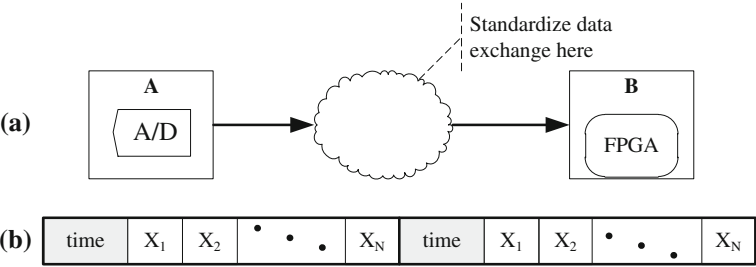 Standardize data
exchange here
A
B
(a)
A/D
FPGA
(b) time X1 X2 XN time X1 X2 XN